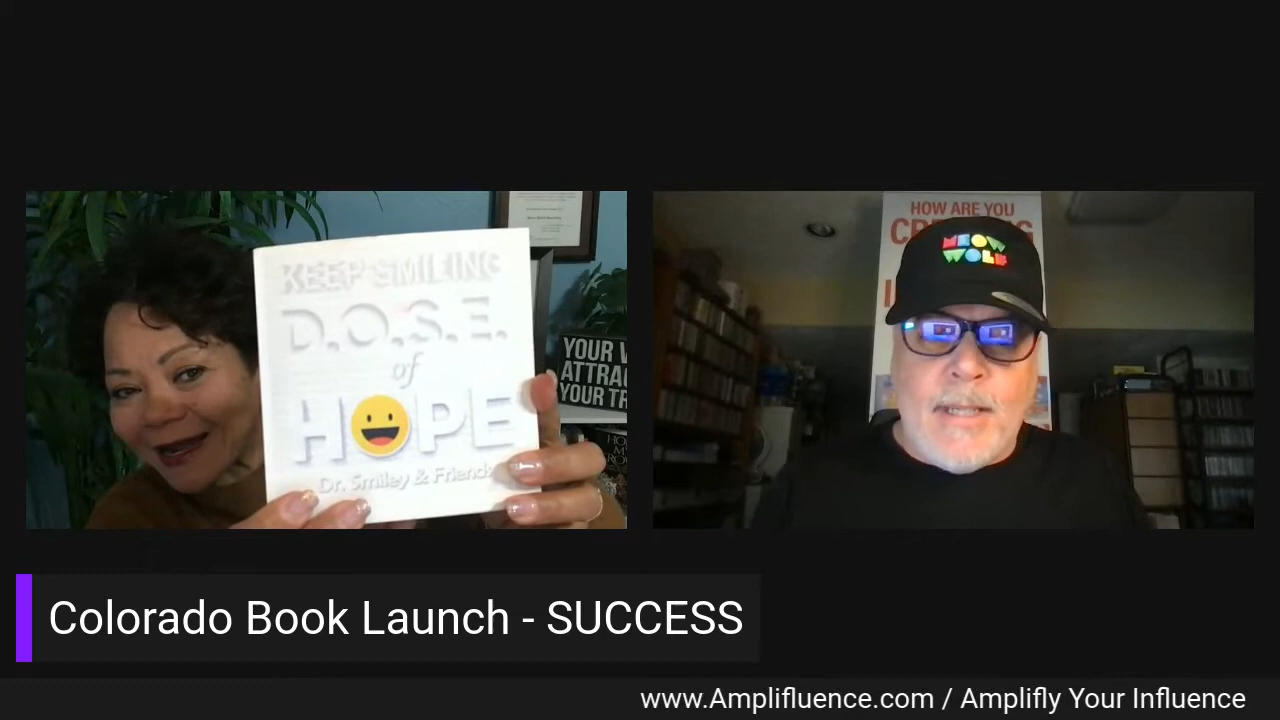 KEEP SMILING
D.O.S.E.
of
HOPE
Dr. Smiley & Friends
YOUR
ATTRA
YOUR
HOW ARE YOU
MEOW
WOLF
Colorado Book Launch - SUCCESS
www.Amplifluence.com / Amplifly Your Influence